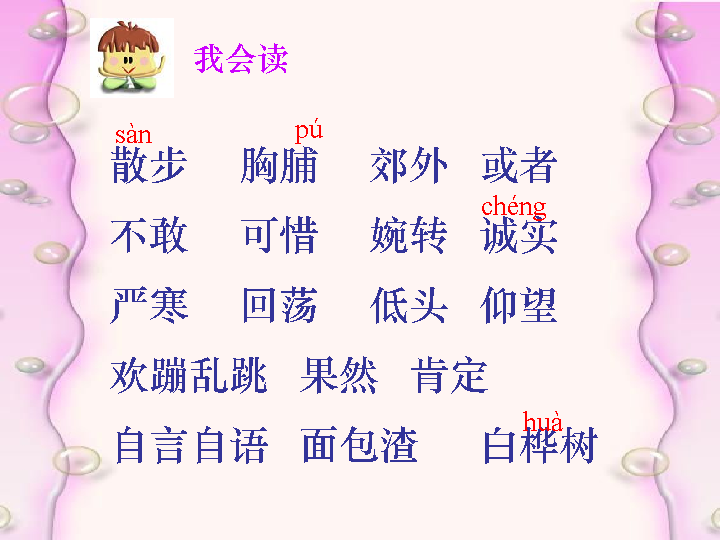 我会读
sàn pú
散步 胸脯 郊外 或者
chéng
不敢 可惜 婉转 诚实
严寒 回荡 低头 仰望
欢蹦乱跳 果然 肯定
huà
自言自语 面包渣 白桦树